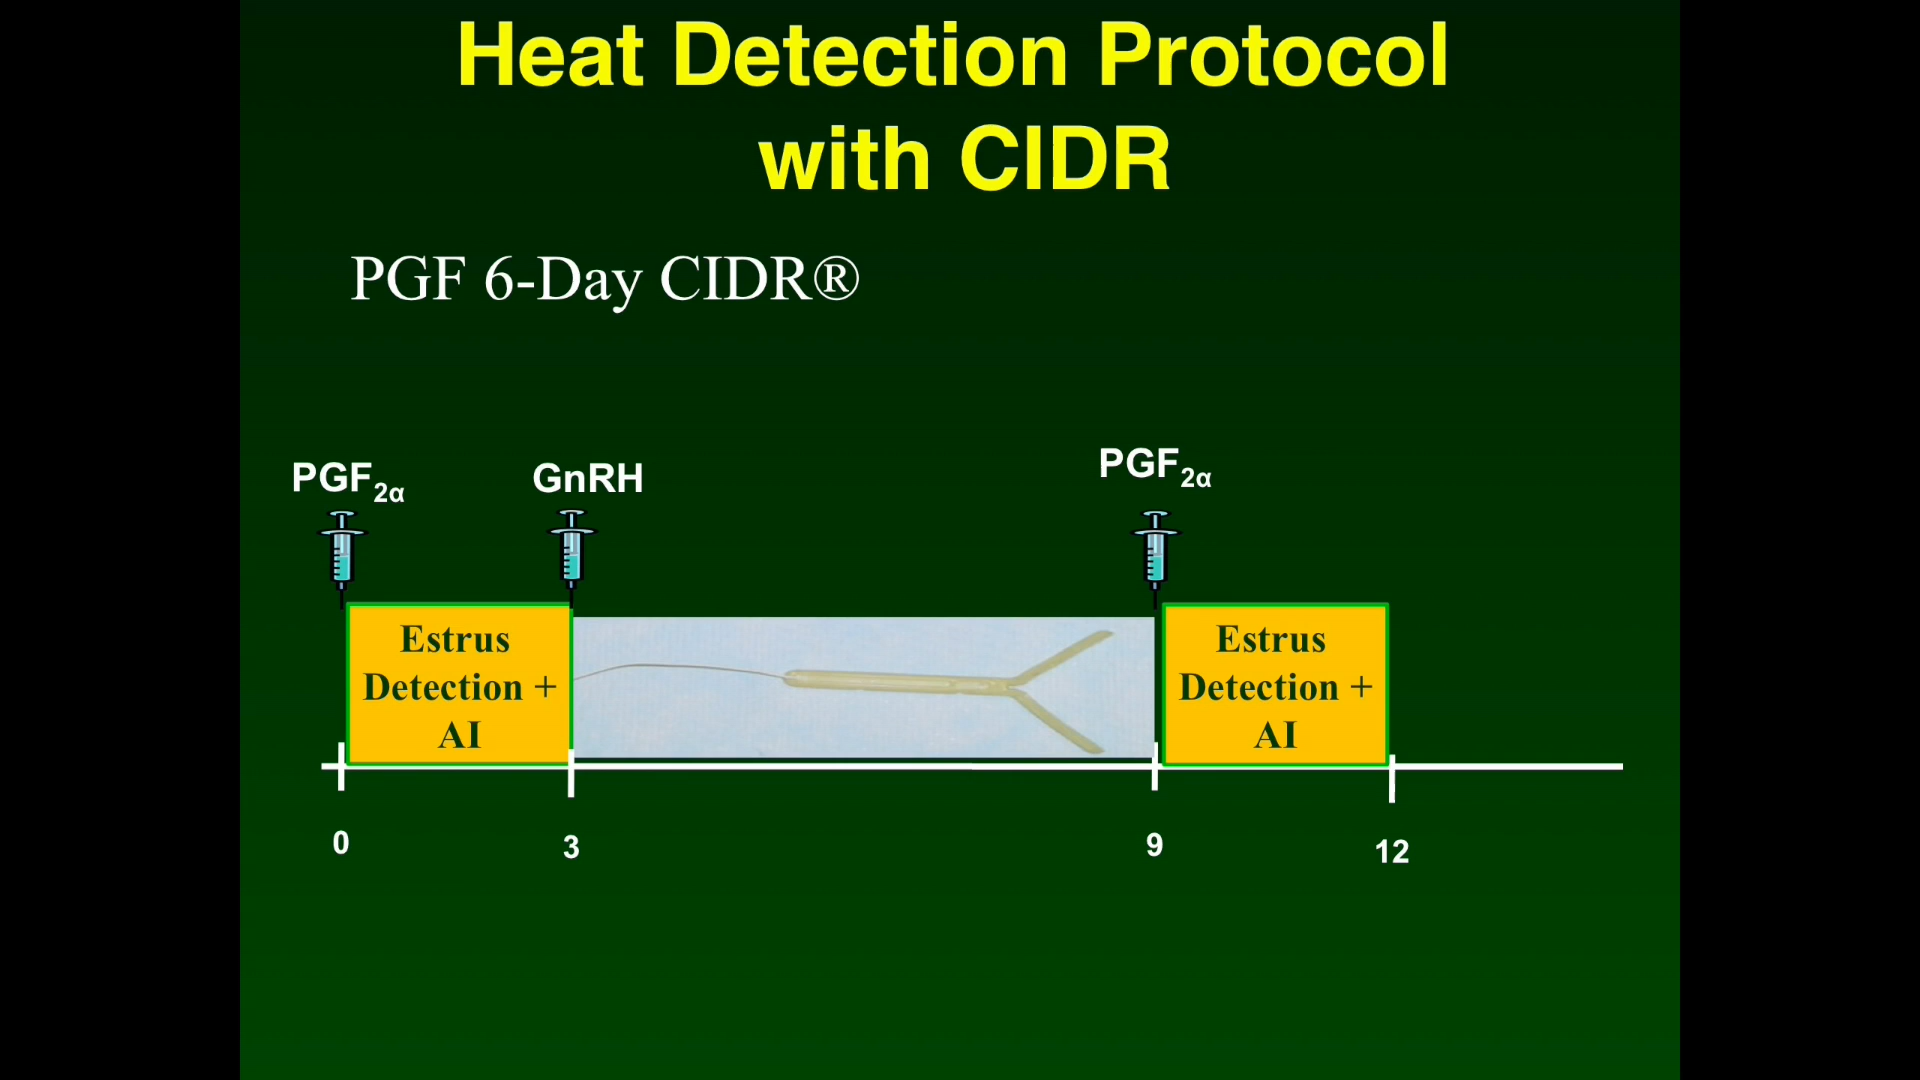 Heat Detection Protocol
with CIDR
PGF 6-Day CIDR®
PGF2α
GnRH
PGF2α
Estrus
Detection +
AI
Estrus
Detection +
AI
0
3
9
12